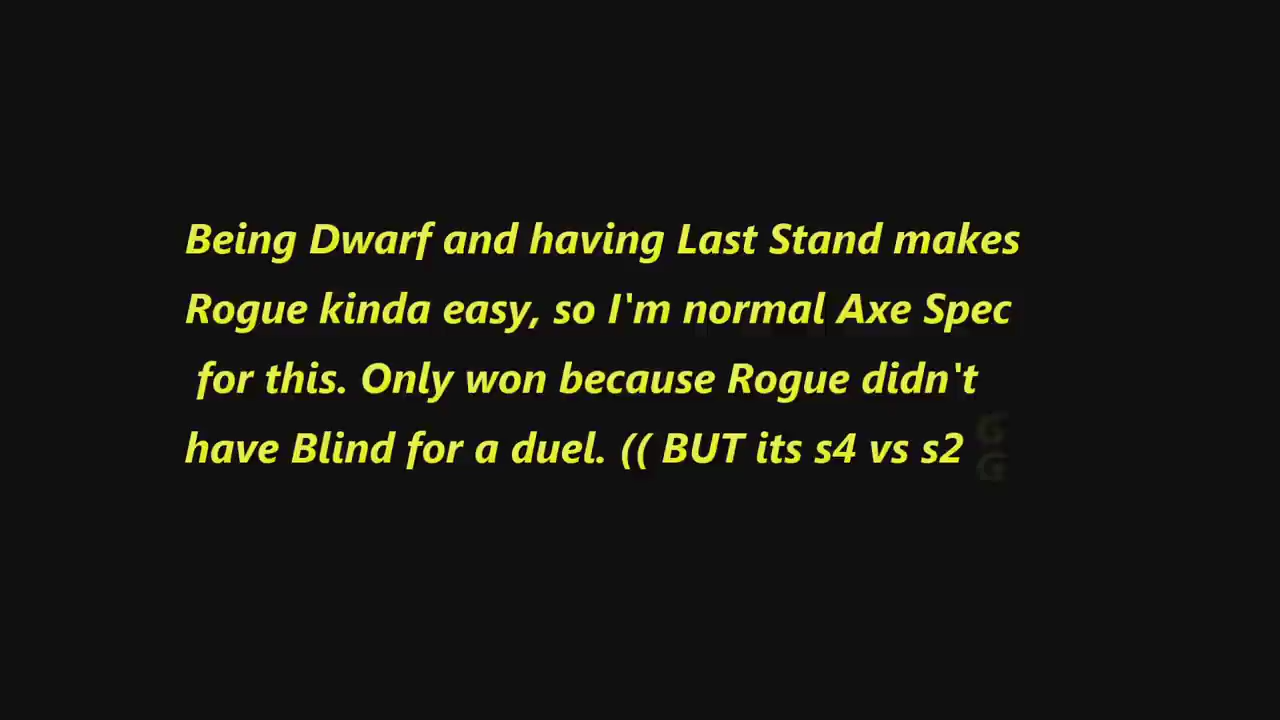 Being Dwarf and having Last Stand makes
Rogue kinda easy, so I'm normal Axe Spec
for this. Only won because Rogue didn't
have Blind for a duel. (( BUT its s4 vs s2